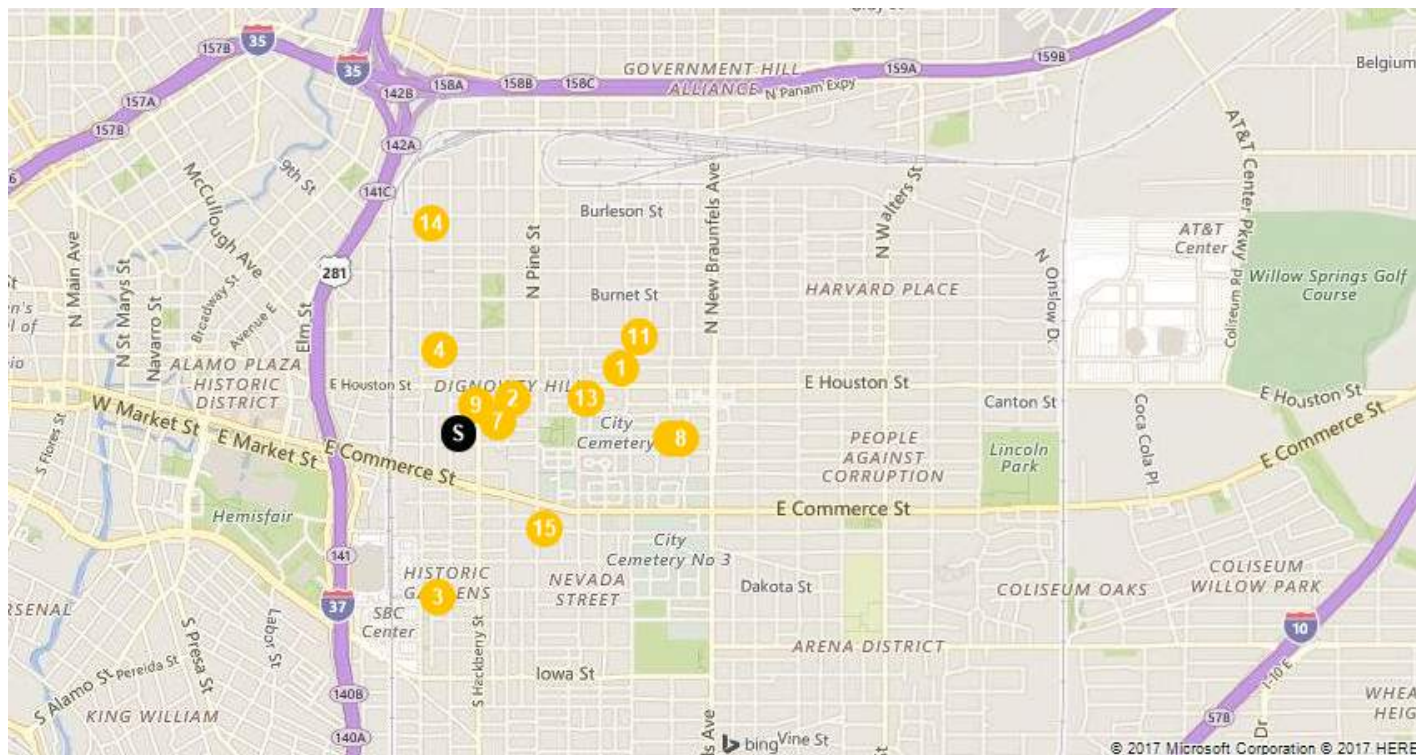 157B
35
35
158A
158B
158C
GOVERNMENT HILL
ALLIANCE
N Panam Expy
159A
159B
Belgium
157A
142B
157B
142A
9th St
McCullough Ave
141C
N Main Ave
N St Marys St
Navarro St
Broadway St
Avenue E
281
Elm St
14
Burleson St
N Pine St
Burnet St
N New Braunfels Ave
N Walters St
HARVARD PLACE
N Onslow D.
AT&T Center Pkwy
Coliseum Rd
AT&T
Center
Willow Springs Golf
Course
ALAMO PLAZA
HISTORIC
DISTRICT
4
11
1
E Houston St
DIGNOWITY HIL
E Houston St
E Houston St
9
2
13
7
S
City
Cemetery
8
Canton St
Coca Cola Pl
W Market St
E Market St
E Commerce St
S Flores St
PEOPLE
AGAINST
CORRUPTION
Lincoln
Park
E Commerce St
E Commerce St
Hemisfair
15
City
Cemetery No 3
141
HISTORIC
G
ENS
3
NEVADA
STREET
Dakota St
COLISEUM OAKS
COLISEUM
WILLOW PARK
ARSENAL
37
SBC
Center
S Presa St
Labor St
S Hackberry St
ARENA DISTRICT
10
I-10 E
Pereida St
S Alamo St
Iowa St
KING WILLIAM
140B
140A
ls Ave
Vine St
bing
578
Dr
WHEA
HEIG
© 2017 Microsoft Corporation © 2017 HERE